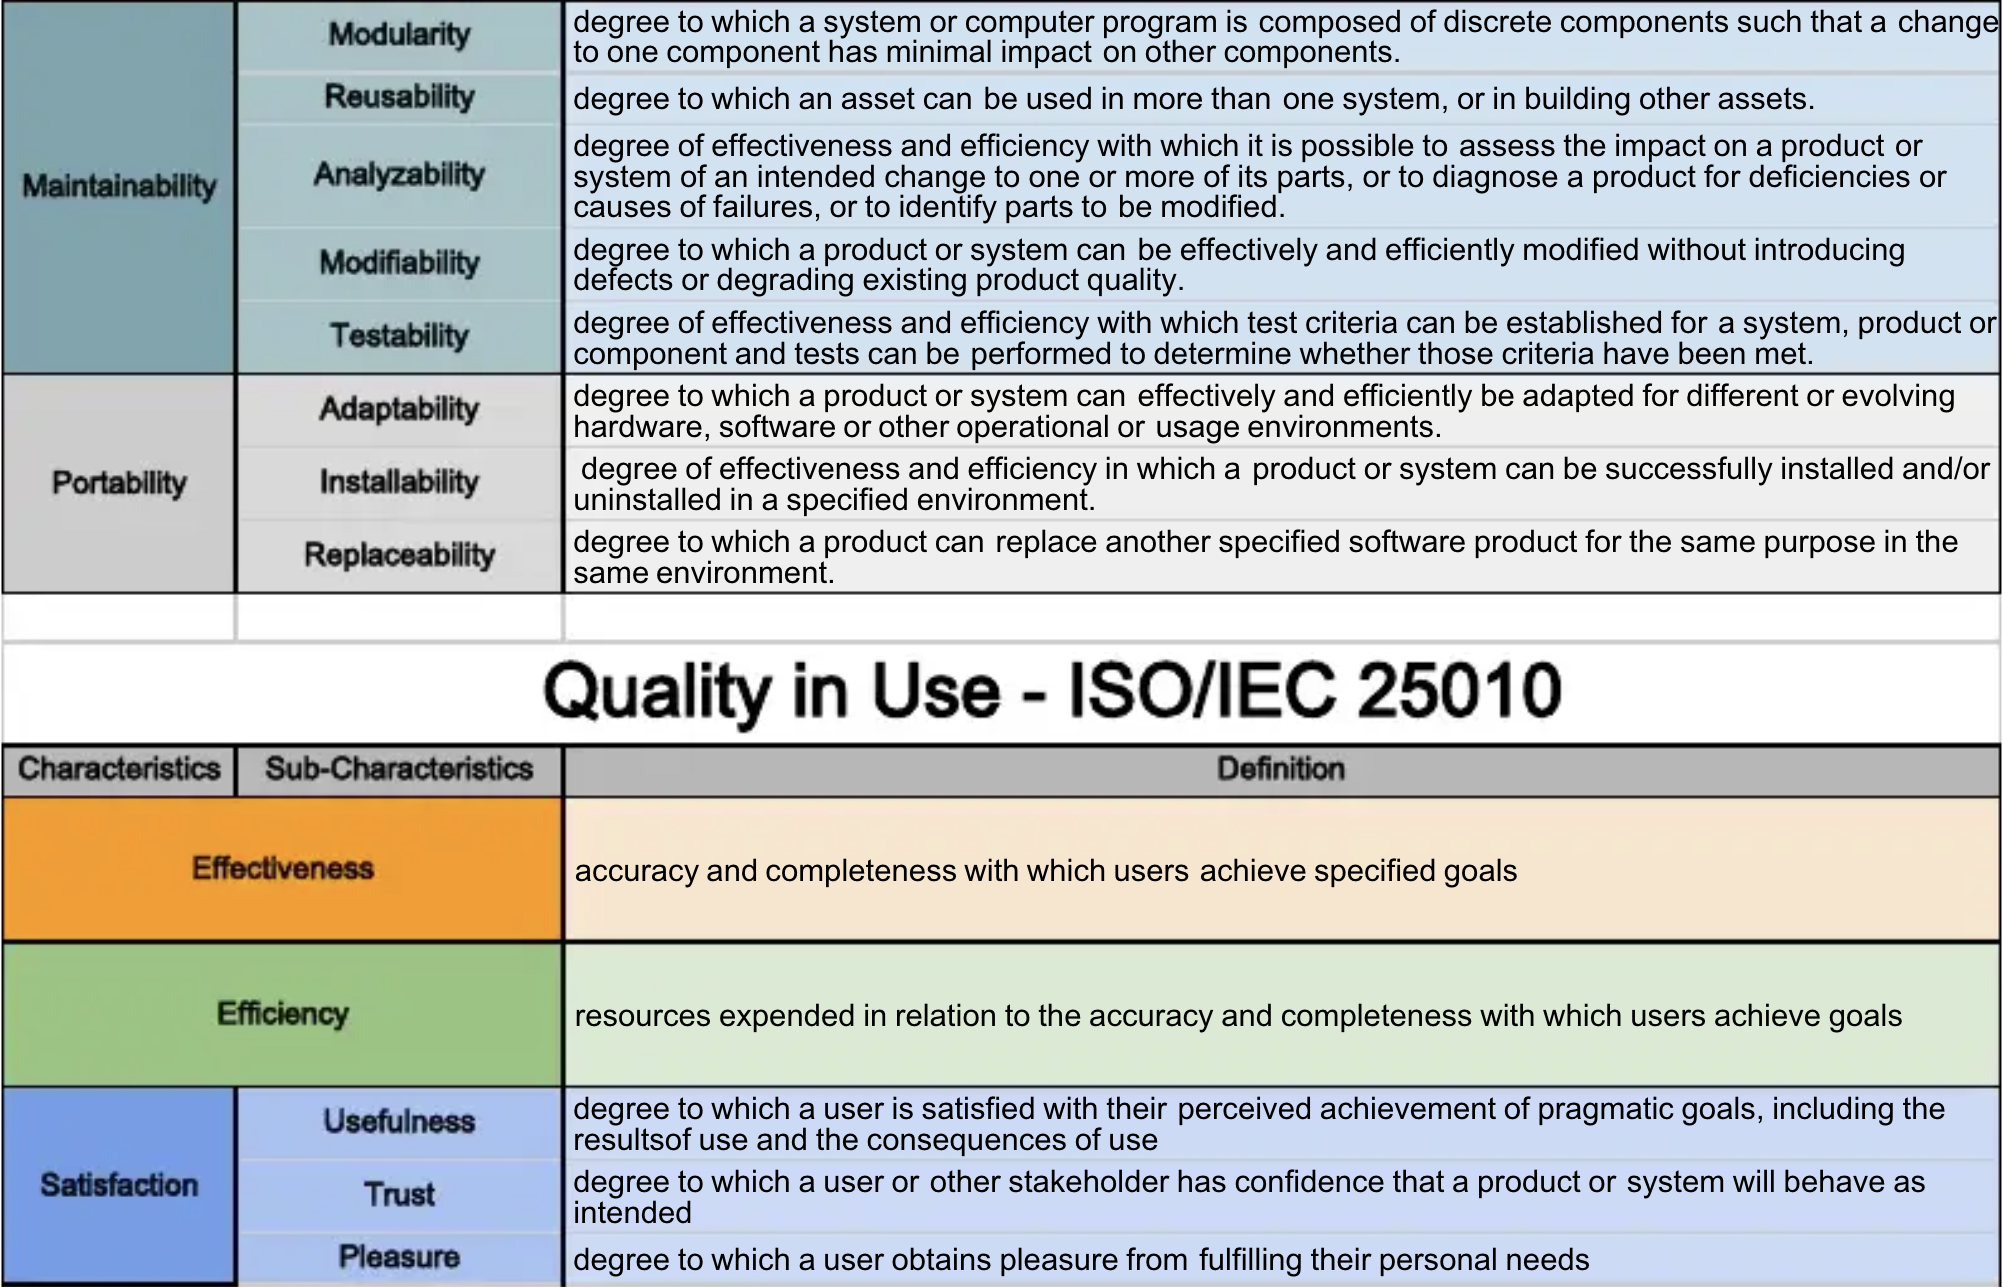 Maintainability
Modularity
degree to which a system or computer program is composed of discrete components such that a change
to one component has minimal impact on other components.
Reusability
degree to which an asset can be used in more than one system, or in building other assets.
Analyzability
degree of effectiveness and efficiency with which it is possible to assess the impact on a product or
system of an intended change to one or more of its parts, or to diagnose a product for deficiencies or
causes of failures, or to identify parts to be modified.
Modifiability
degree to which a product or system can be effectively and efficiently modified without introducing
defects or degrading existing product quality.
Testability
degree of effectiveness and efficiency with which test criteria can be established for a system, product or
component and tests can be performed to determine whether those criteria have been met.
Portability
Adaptability
degree to which a product or system can effectively and efficiently be adapted for different or evolving
hardware, software or other operational or usage environments.
Installability
degree of effectiveness and efficiency in which a product or system can be successfully installed and/or
uninstalled in a specified environment.
Replaceability
degree to which a product can replace another specified software product for the same purpose in the
same environment.
Quality in Use - ISO/IEC 25010
Characteristics
Sub-Characteristics
Definition
Effectiveness
accuracy and completeness with which users achieve specified goals
Efficiency
resources expended in relation to the accuracy and completeness with which users achieve goals
Satisfaction
Usefulness
degree to which a user is satisfied with their perceived achievement of pragmatic goals, including the
resultsof use and the consequences of use
Trust
degree to which a user or other stakeholder has confidence that a product or system will behave as
intended
Pleasure
degree to which a user obtains pleasure from fulfilling their personal needs